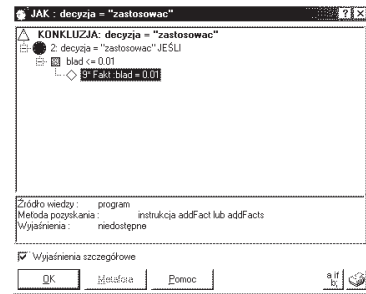 JAK : decyzja = "zastosowac"
KONKLUZJA: decyzja = "zastosowac"
2: decyzja = "zastosowac" JEŚLI
blad <= 0.01
9* Fakt :blad = 0.01
Źródło wiedzy : program
Metoda pozyskania : instrukcja addFact lub addFacts
Wyjaśnienia : niedostępne
Wyjaśnienia szczegółowe
OK Metafora Pomoc